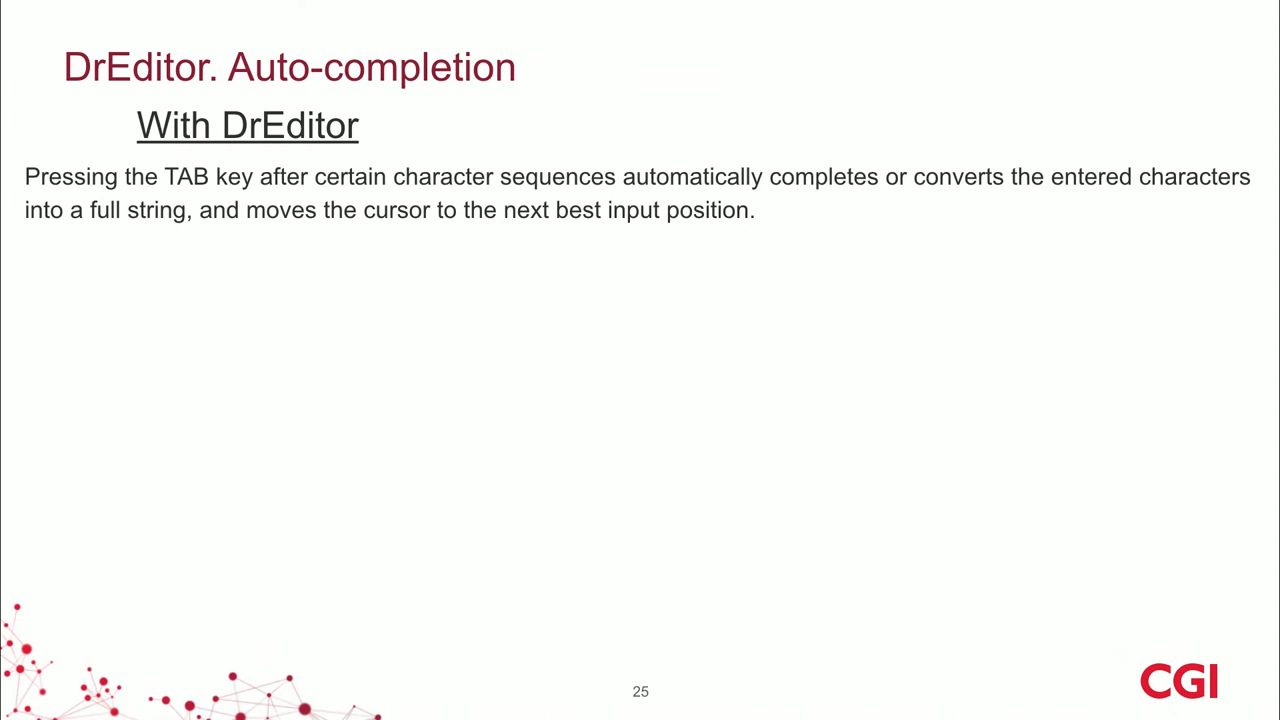 DrEditor. Auto-completion
With DrEditor
Pressing the TAB key after certain character sequences automatically completes or converts the entered characters
into a full string, and moves the cursor to the next best input position.
25
CGI